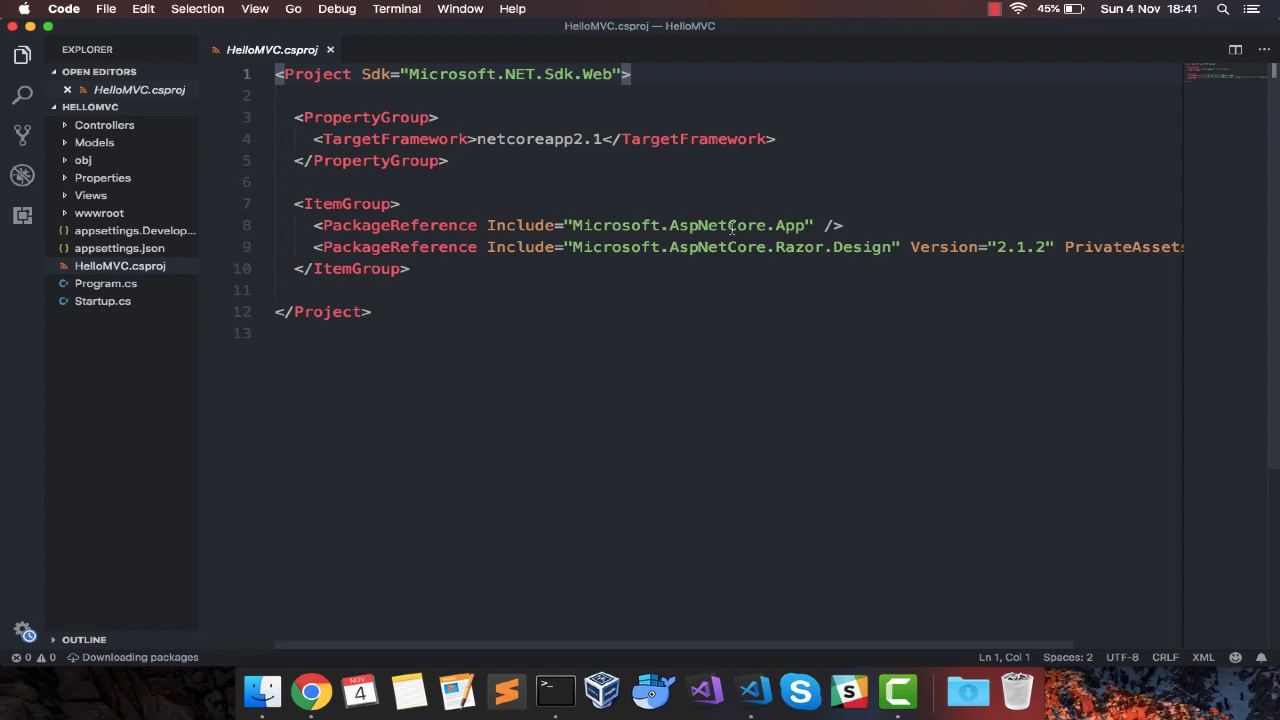 Code File Edit Selection View Go Debug Terminal Window Help 45% Sun 4 Nov 18:41
HelloMVC.csproj — HelloMVC
EXPLORER
HelloMVC.csproj
OPEN EDITORS
HelloMVC.csproj
HELLOMVC
Controllers
Models
obj
Properties
Views
wwwroot
appsettings.Develop...
appsettings.json
HelloMVC.csproj
Program.cs
Startup.cs
OUTLINE
1 <Project Sdk="Microsoft.NET.Sdk.Web">
2
3 <PropertyGroup>
4 <TargetFramework>netcoreapp2.1</TargetFramework>
5 </PropertyGroup>
6
7 <ItemGroup>
8 <PackageReference Include="Microsoft.AspNetCore.App" />
9 <PackageReference Include="Microsoft.AspNetCore.Razor.Design" Version="2.1.2" PrivateAssets
10 </ItemGroup>
11
12 </Project>
13
0 0 Downloading packages Ln 1, Col 1 Spaces: 2 UTF-8 CRLF XML
NOV
4